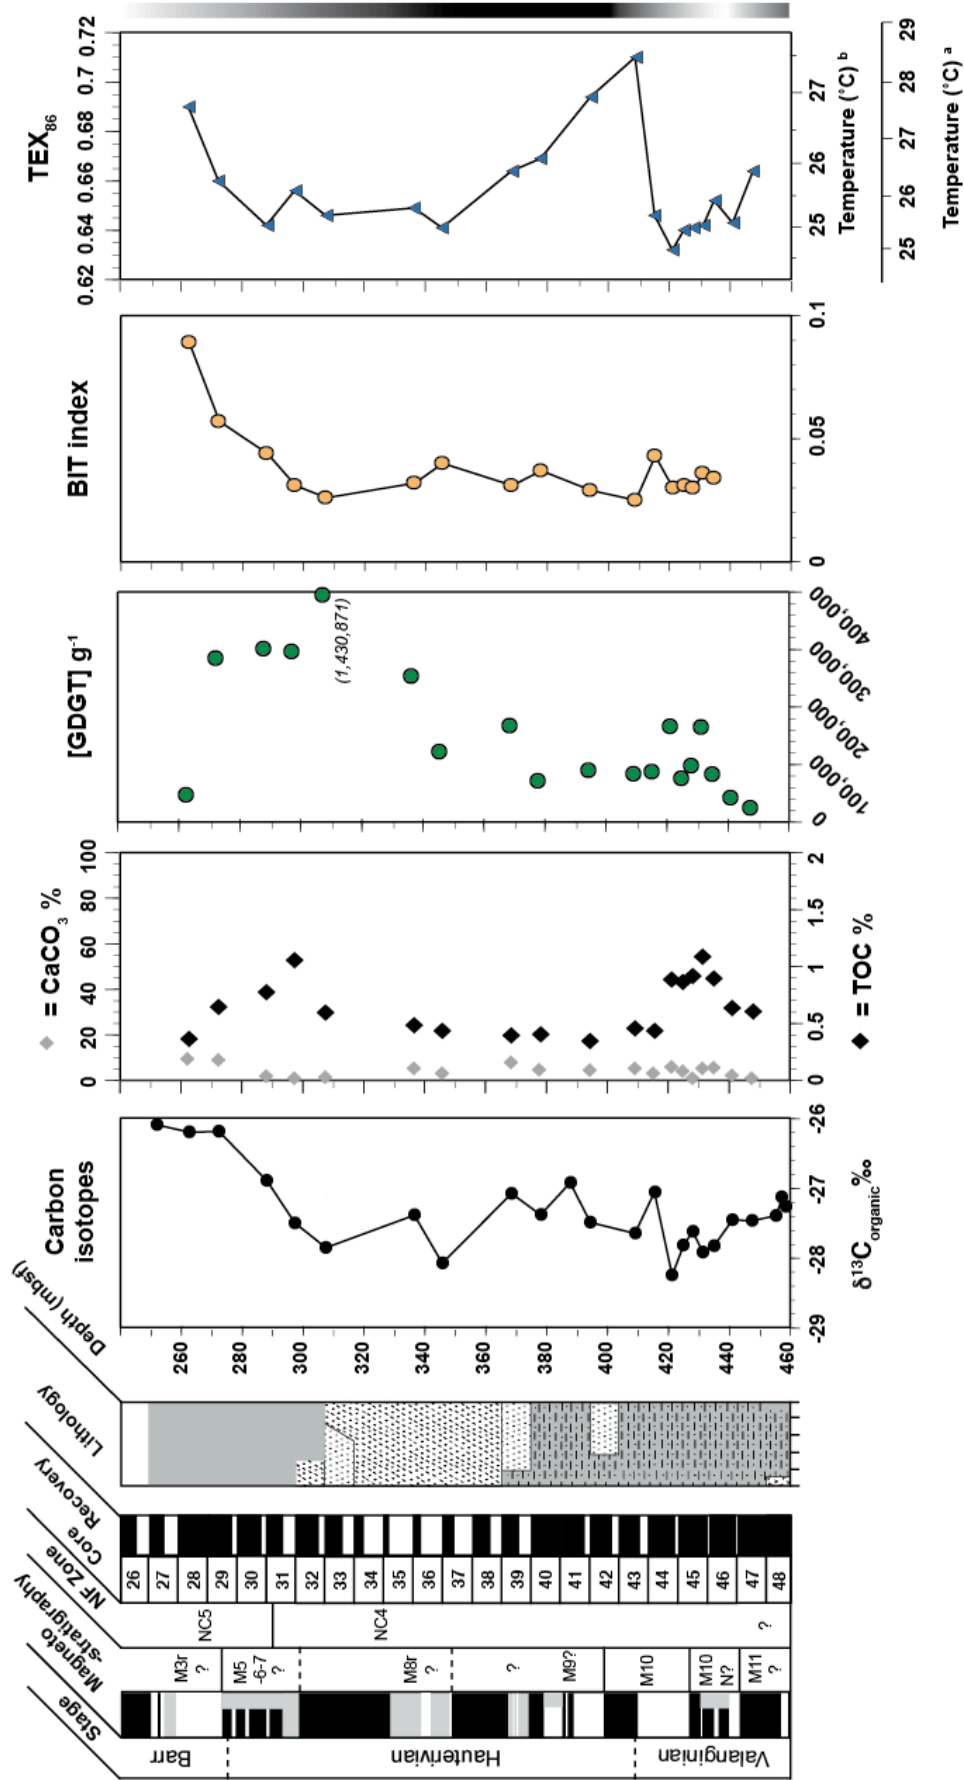 TEX86
0.62 0.64 0.66 0.68 0.7 0.72
25 26 27
Temperature (°C) b
25 26 27 28 29
Temperature (°C) a
BIT index
0 0.05 0.1
[GDGT] g-1
(1,430,871)
0 100,000 200,000 300,000 400,000
= CaCO3 %
0 20 40 60 80 100
0 0.5 1 1.5 2
= TOC %
Carbon
isotopes
-29 -28 -27 -26
δ13Corganic‰
Depth (mbsf)
260 280 300 320 340 360 380 400 420 440 460
Lithology
Recovery
Core
26 27 28 29 30 31 32 33 34 35 36 37 38 39 40 41 42 43 44 45 46 47 48
NF Zone
NC5 NC4 ?
Magneto
-stratigraphy
M3r
?
M5
-6-7
?
M8r
?
?
M9?
M10
M10
N?
M11
?
Stage
Barr Hauterivian Valanginian